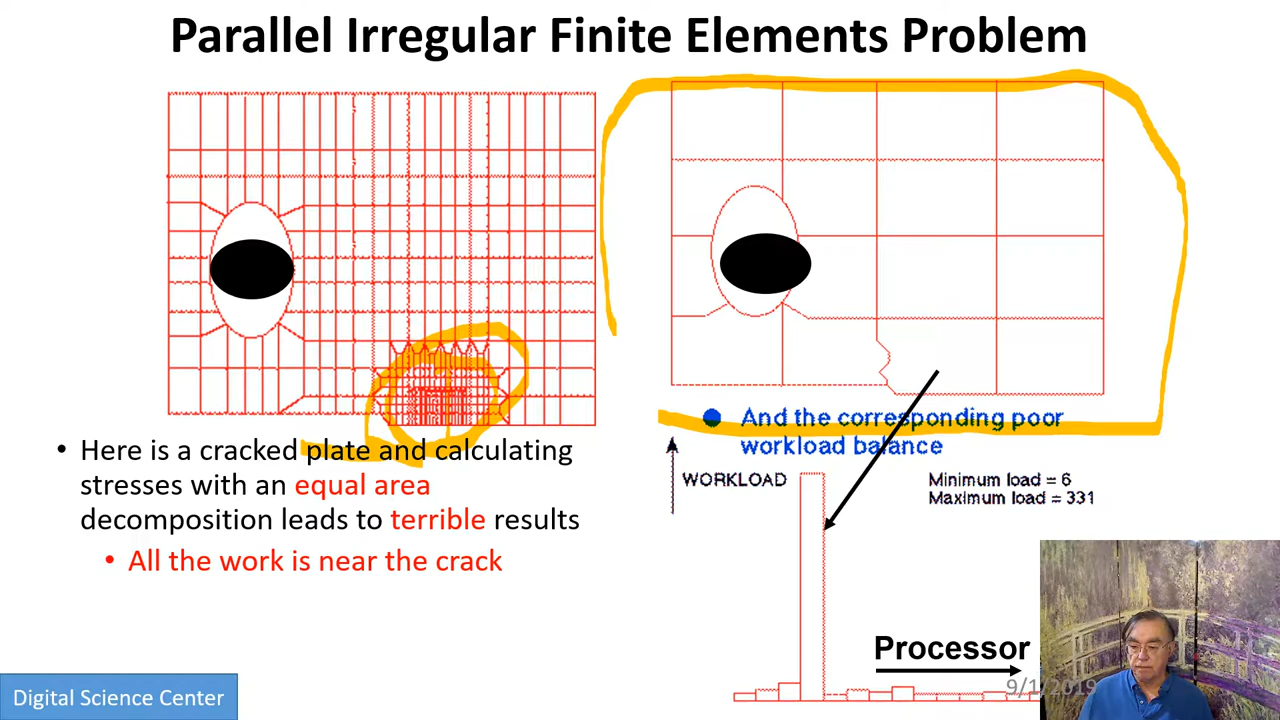 Parallel Irregular Finite Elements Problem
• Here is a cracked plate and calculating
stresses with an equal area
decomposition leads to terrible results
• All the work is near the crack
And the corresponding poor
workload balance
WORKLOAD
Minimum load = 6
Maximum load = 331
Processor
9/1/2019
Digital Science Center